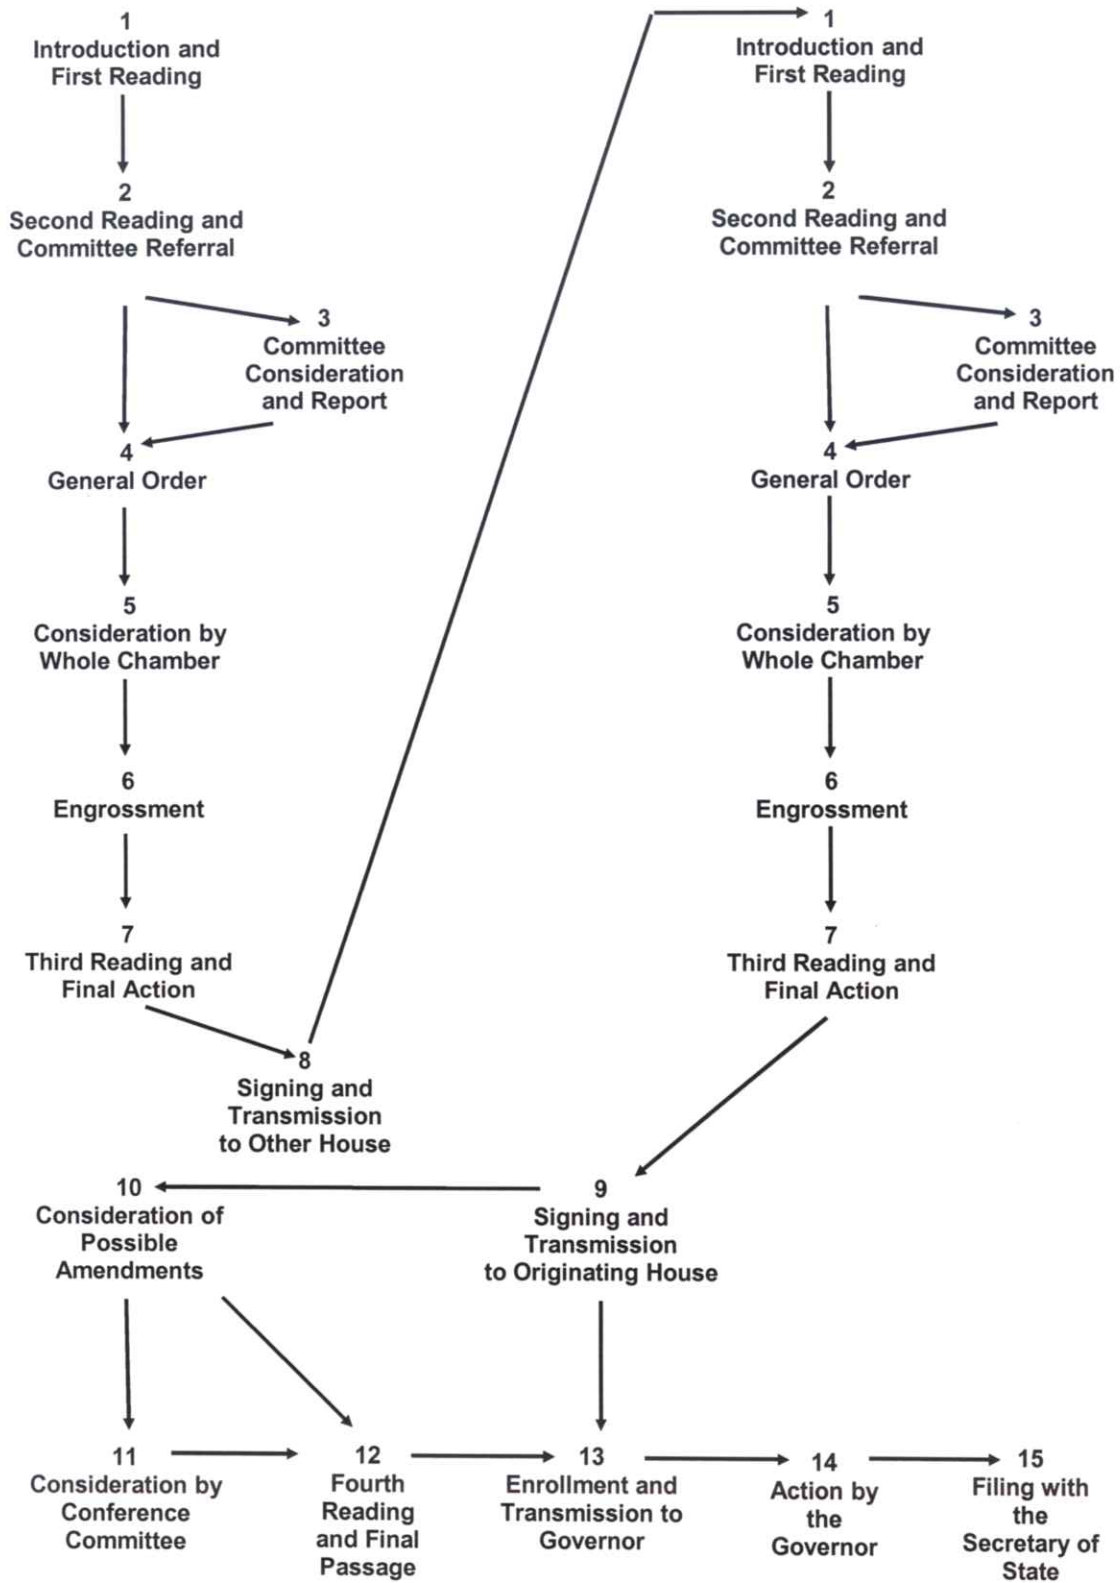 1
Introduction and
First Reading
2
Second Reading and
Committee Referral
3
Committee
Consideration
and Report
4
General Order
5
Consideration by
Whole Chamber
6
Engrossment
7
Third Reading and
Final Action
8
Signing and
Transmission
to Other House
1
Introduction and
First Reading
2
Second Reading and
Committee Referral
3
Committee
Consideration
and Report
4
General Order
5
Consideration by
Whole Chamber
6
Engrossment
7
Third Reading and
Final Action
9
Signing and
Transmission
to Originating House
10
Consideration of
Possible
Amendments
11
Consideration by
Conference
Committee
12
Fourth
Reading
and Final
Passage
13
Enrollment and
Transmission to
Governor
14
Action by
the
Governor
15
Filing with
the
Secretary of
State